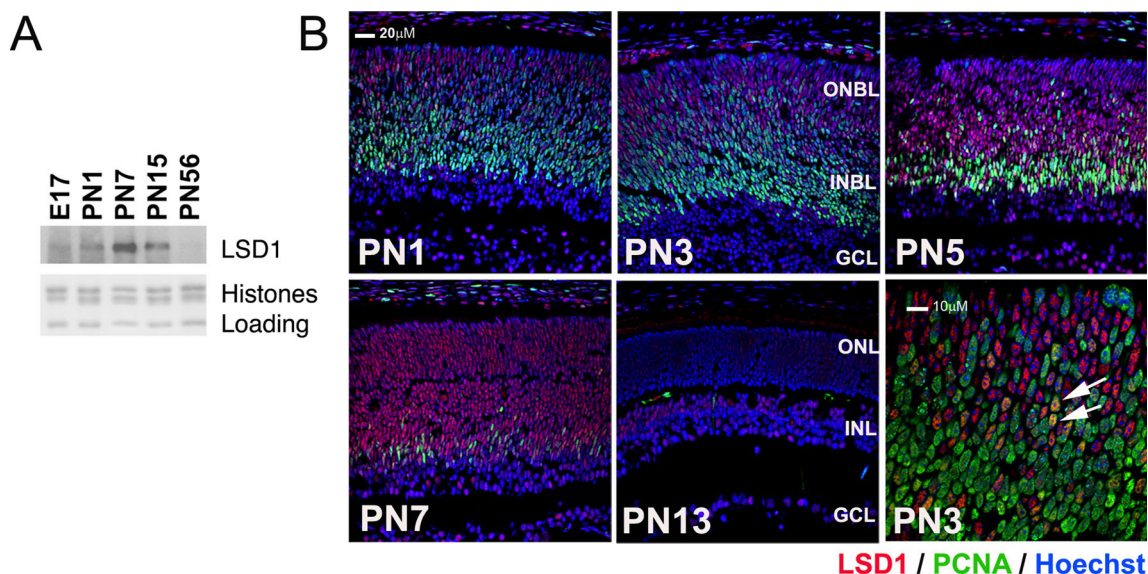 A
E17
PN1
PN7
PN15
PN56
LSD1
Histones
Loading
B
20µM
PN1
ONBL
INBL
GCL
PN3
PN5
PN7
ONL
INL
GCL
PN13
10µM
PN3
LSD1 / PCNA / Hoechst